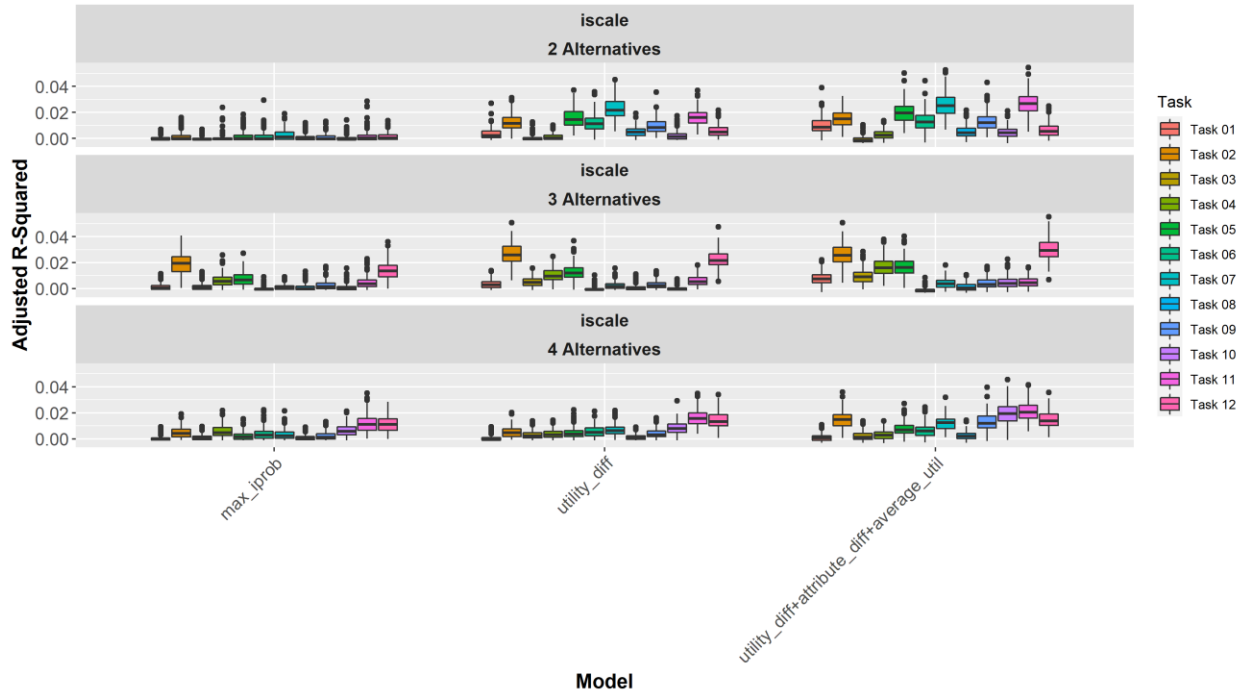 iscale
2 Alternatives
0.04
0.02
0.00
iscale
3 Alternatives
0.04
0.02
0.00
iscale
4 Alternatives
0.04
0.02
0.00
Adjusted R-Squared
max_iprob
utility_diff
utility_diff+attribute_diff+average_util
Model
Task
Task 01
Task 02
Task 03
Task 04
Task 05
Task 06
Task 07
Task 08
Task 09
Task 10
Task 11
Task 12